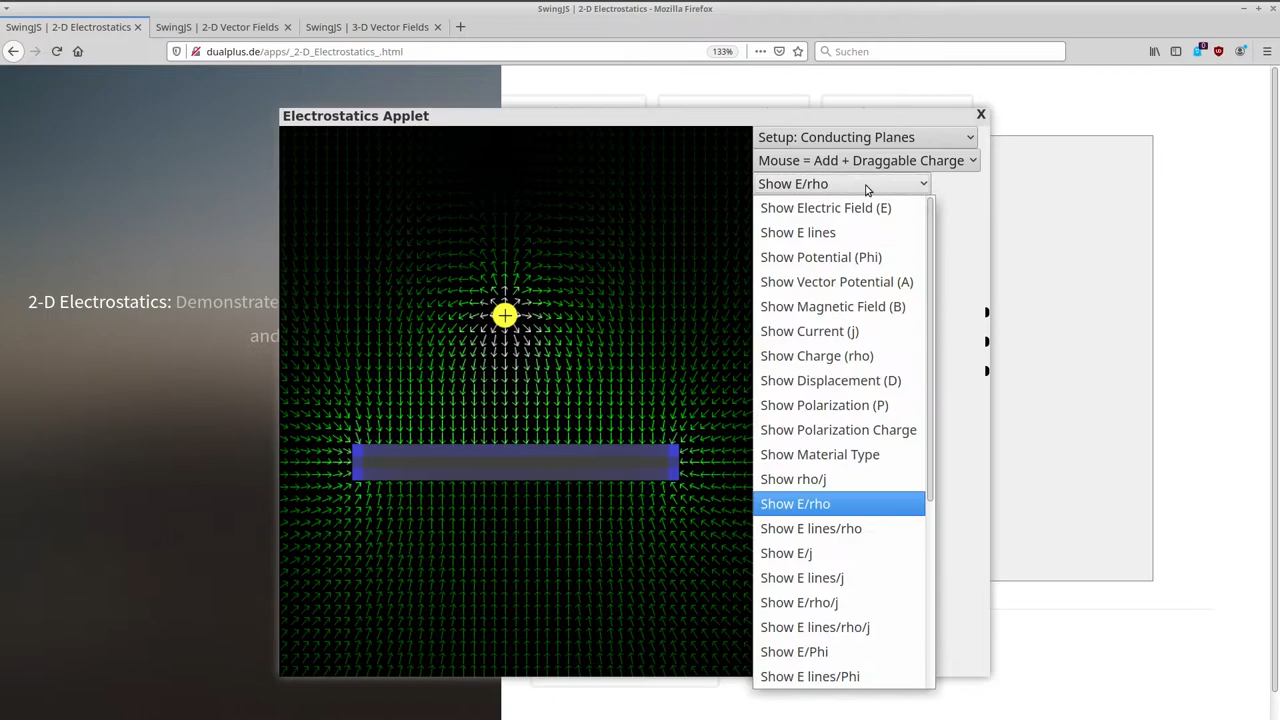 SwingJS | 2-D Electrostatics - Mozilla Firefox
SwingJS | 2-D Electrostatics
SwingJS | 2-D Vector Fields
SwingJS | 3-D Vector Fields
dualplus.de/apps/_2-D_Electrostatics_.html
133%
Suchen
0
Electrostatics Applet
X
Setup: Conducting Planes
Mouse = Add + Draggable Charge
Show E/rho
Show Electric Field (E)
Show E lines
Show Potential (Phi)
Show Vector Potential (A)
Show Magnetic Field (B)
Show Current (j)
Show Charge (rho)
Show Displacement (D)
Show Polarization (P)
Show Polarization Charge
Show Material Type
Show rho/j
Show E/rho
Show E lines/rho
Show E/j
Show E lines/j
Show E/rho/j
Show E lines/rho/j
Show E/Phi
Show E lines/Phi
2-D Electrostatics: Demonstrate
and